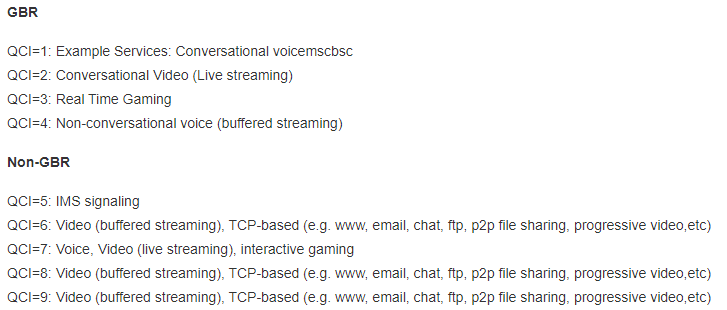 GBR
QCI=1: Example Services: Conversational voicemscbsc
QCI=2: Conversational Video (Live streaming)
QCI=3: Real Time Gaming
QCI=4: Non-conversational voice (buffered streaming)
Non-GBR
QCI=5: IMS signaling
QCI=6: Video (buffered streaming), TCP-based (e.g. www, email, chat, ftp, p2p file sharing, progressive video,etc)
QCI=7: Voice, Video (live streaming), interactive gaming
QCI=8: Video (buffered streaming), TCP-based (e.g. www, email, chat, ftp, p2p file sharing, progressive video,etc)
QCI=9: Video (buffered streaming), TCP-based (e.g. www, email, chat, ftp, p2p file sharing, progressive video,etc)